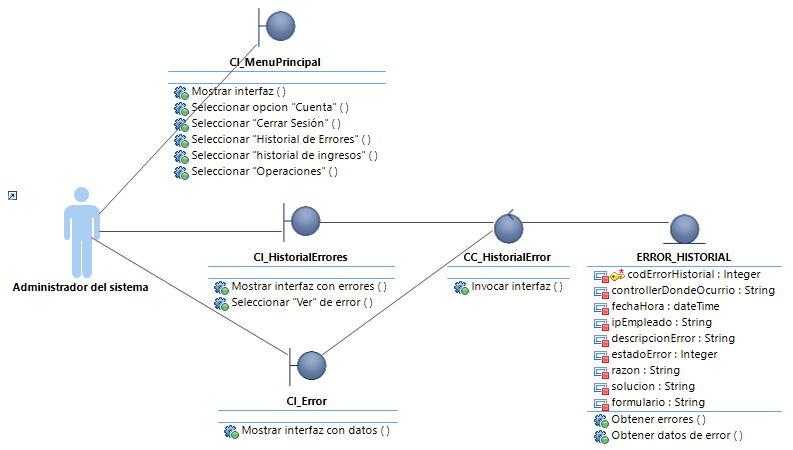 CI_MenuPrincipal
Mostrar interfaz ( )
Seleccionar opcion "Cuenta" ( )
Seleccionar "Cerrar Sesión" ( )
Seleccionar "Historial de Errores" ( )
Seleccionar "historial de ingresos" ( )
Seleccionar "Operaciones" ( )
Administrador del sistema
CI_HistorialErrores
Mostrar interfaz con errores ( )
Seleccionar "Ver" de error ( )
CC_HistorialError
Invocar interfaz ( )
ERROR_HISTORIAL
codErrorHistorial : Integer
controllerDondeOcurrio : String
fechaHora : dateTime
ipEmpleado : String
descripcionError : String
estadoError : Integer
razon : String
solucion : String
formulario : String
Obtener errores ( )
Obtener datos de error ( )
CI_Error
Mostrar interfaz con datos ( )